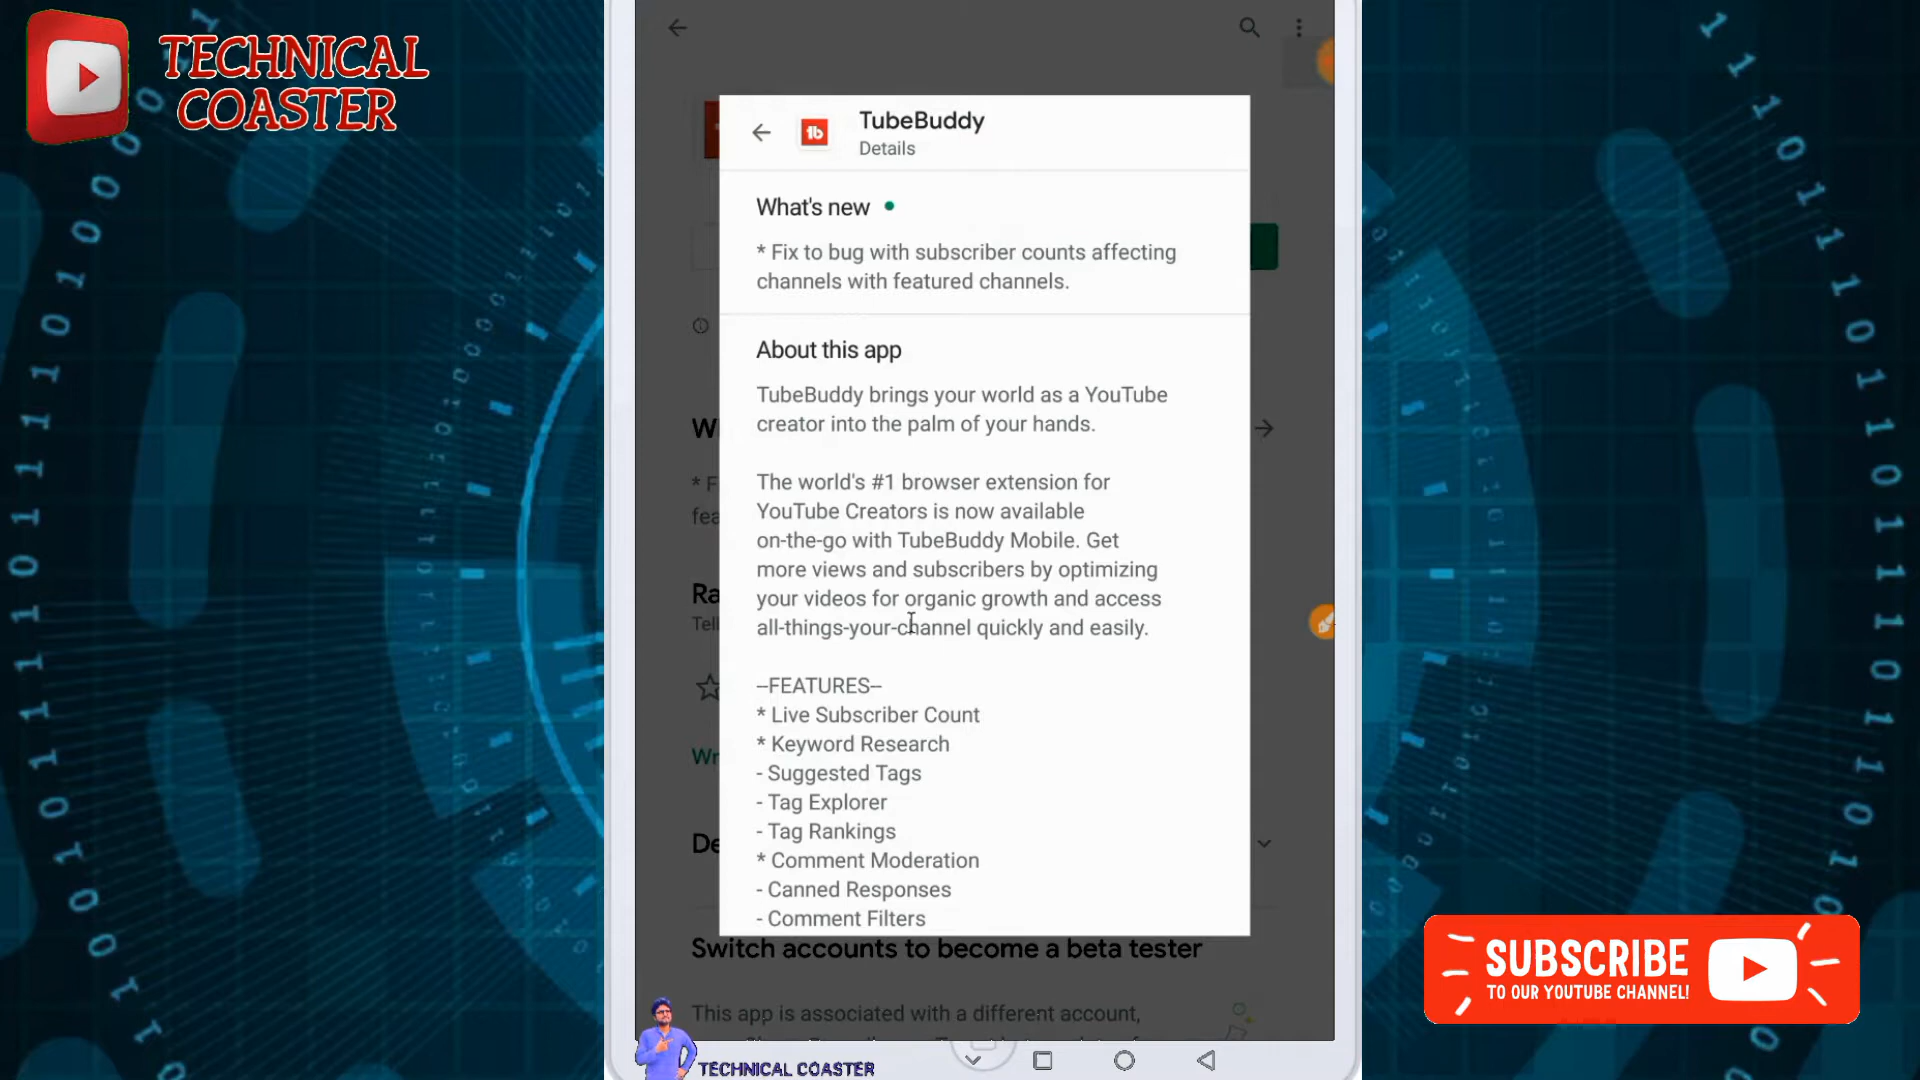 TECHNICAL
COASTER
TubeBuddy
Details
What's new
* Fix to bug with subscriber counts affecting
channels with featured channels.
About this app
TubeBuddy brings your world as a YouTube
creator into the palm of your hands.
The world's #1 browser extension for
YouTube Creators is now available
on-the-go with TubeBuddy Mobile. Get
more views and subscribers by optimizing
your videos for organic growth and access
all-things-your-channel quickly and easily.
--FEATURES--
* Live Subscriber Count
* Keyword Research
- Suggested Tags
- Tag Explorer
- Tag Rankings
* Comment Moderation
- Canned Responses
- Comment Filters
Switch accounts to become a beta tester
This app is associated with a different account,
SUBSCRIBE
TO OUR YOUTUBE CHANNEL!
TECHNICAL COASTER